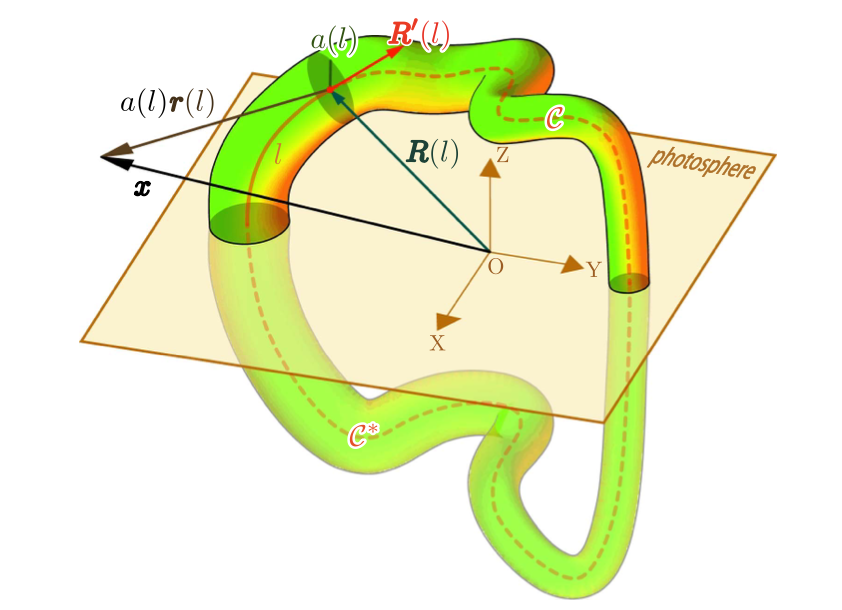 a(l)
R′(l)
a(l)r(l)
C
l
R(l)
Z
photosphere
x
O
Y
X
C*